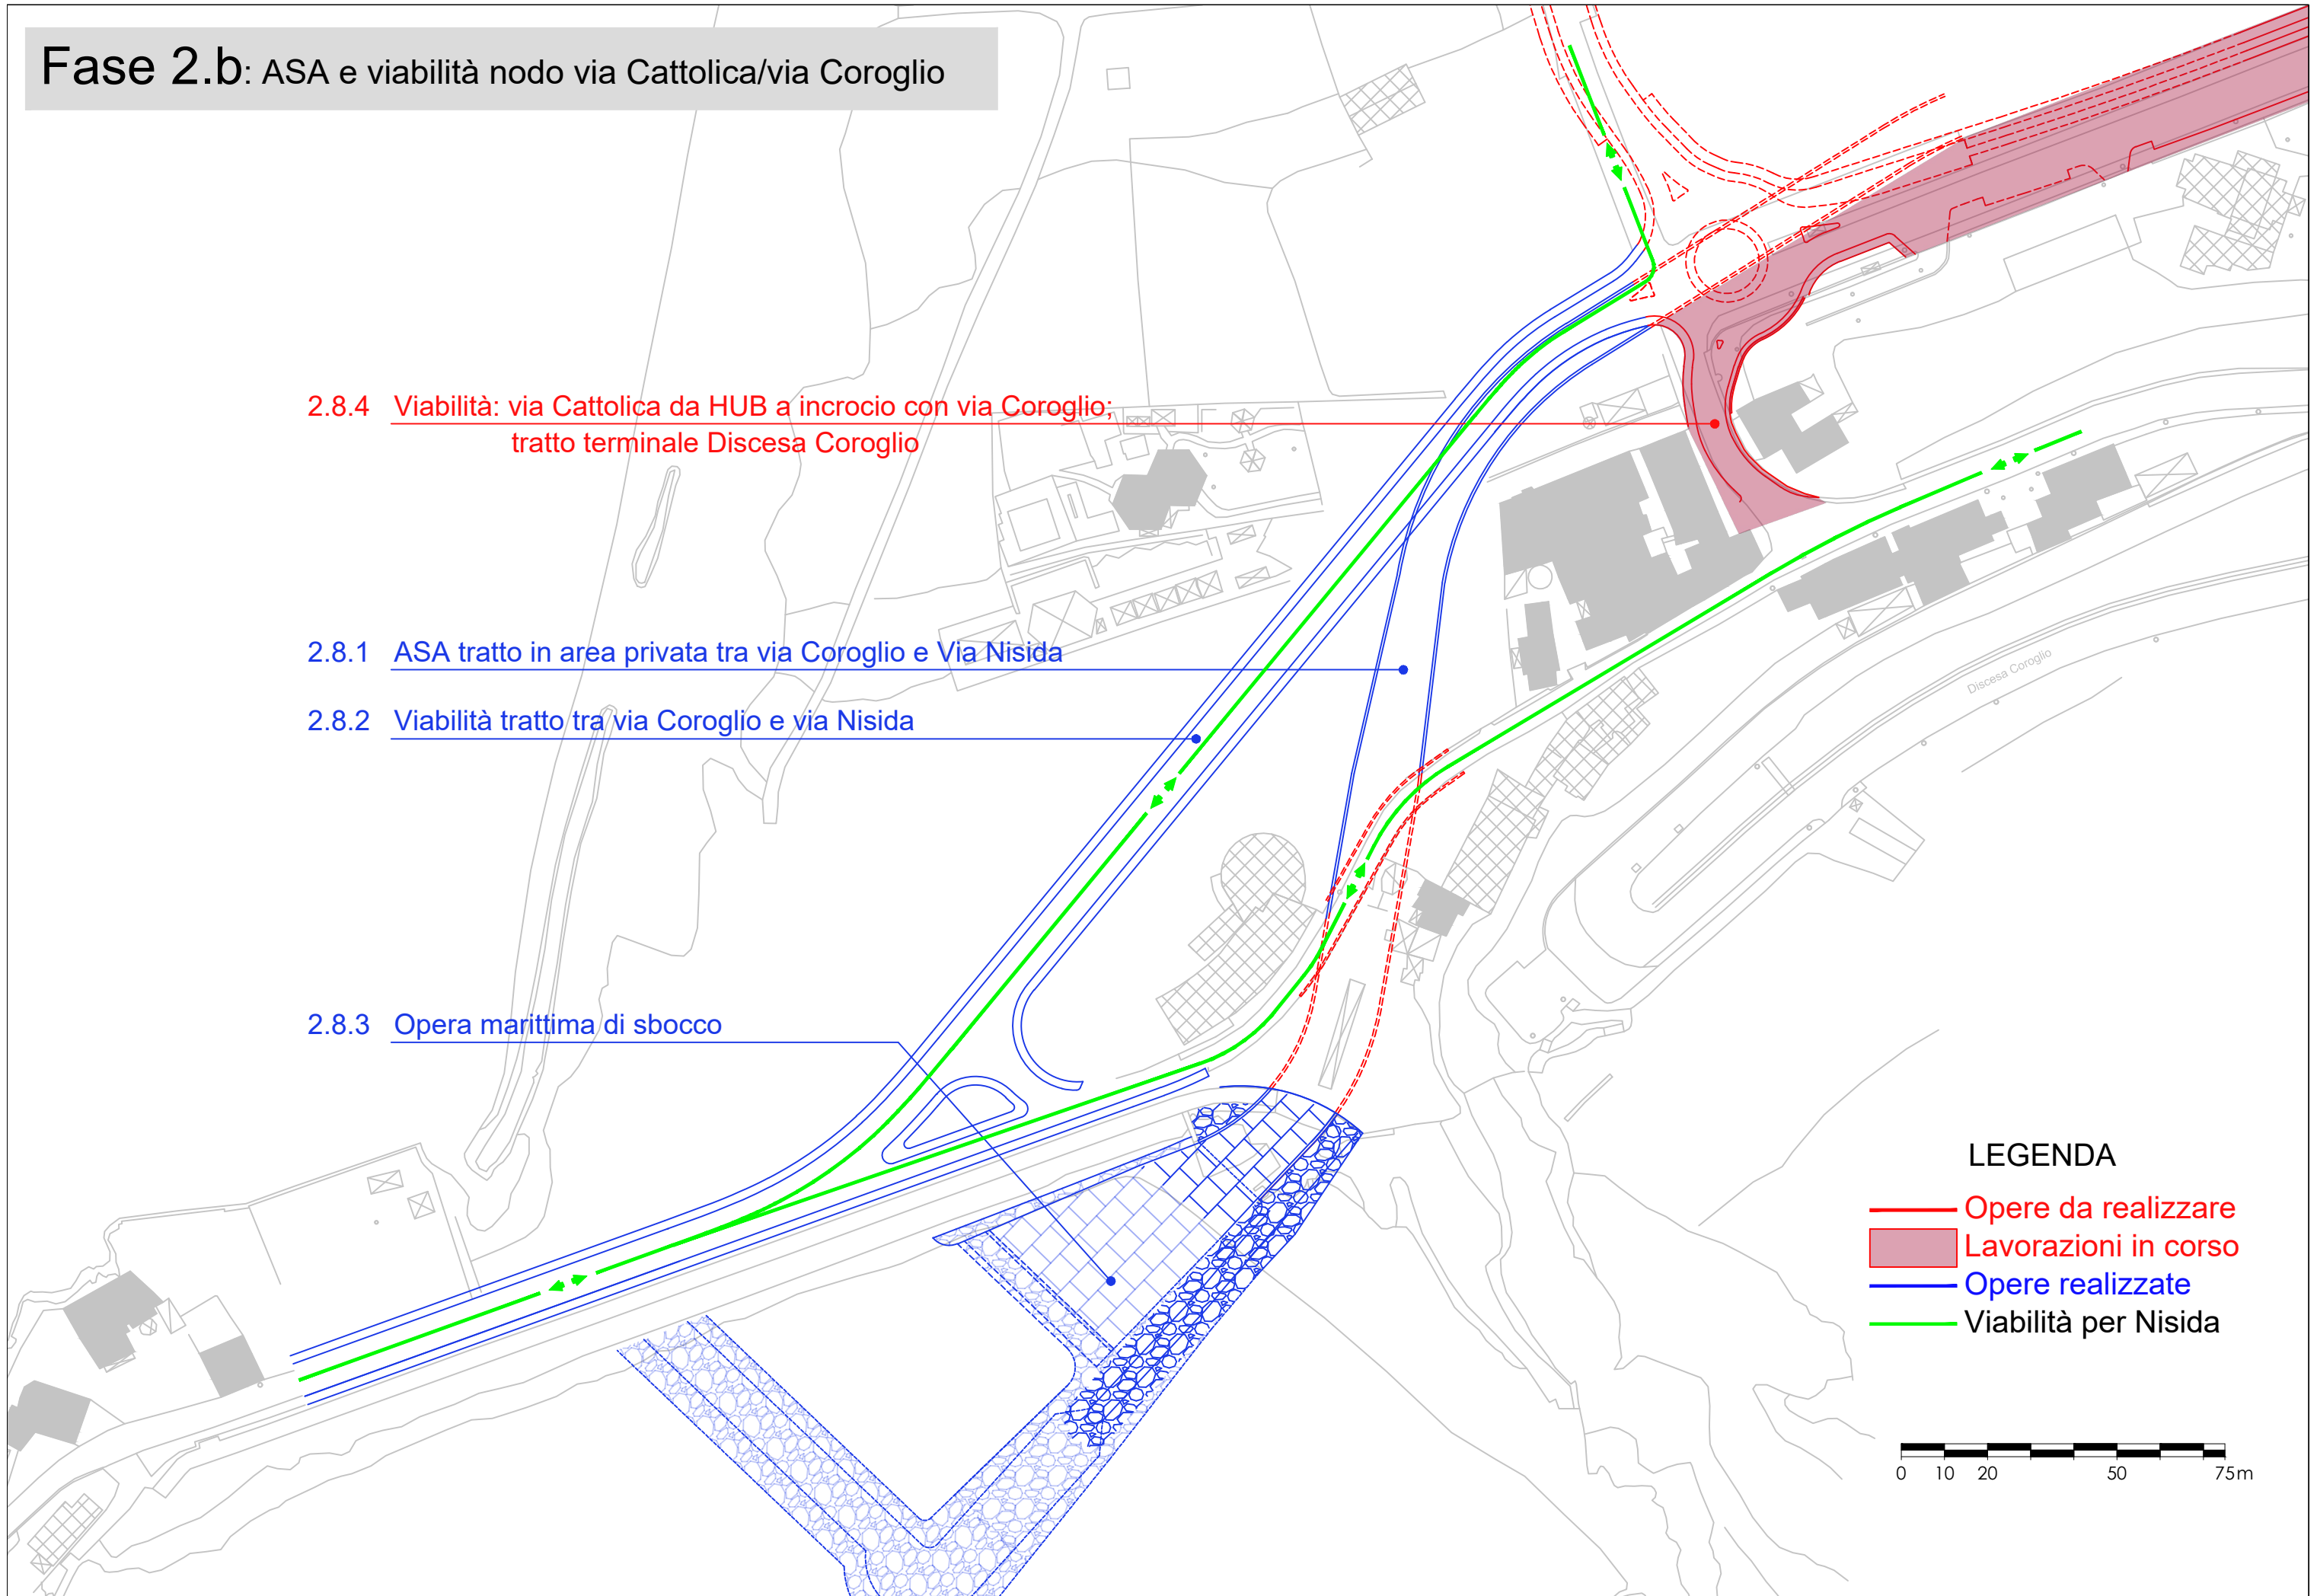 Fase 2.b: ASA e viabilità nodo via Cattolica/via Coroglio
2.8.4 Viabilità: via Cattolica da HUB a incrocio con via Coroglio;
tratto terminale Discesa Coroglio
2.8.1 ASA tratto in area privata tra via Coroglio e Via Nisida
Discesa Coroglio
2.8.2 Viabilità tratto tra via Coroglio e via Nisida
2.8.3 Opera marittima di sbocco
LEGENDA
Opere da realizzare
Lavorazioni in corso
Opere realizzate
Viabilità per Nisida
0 10 20 50 75m